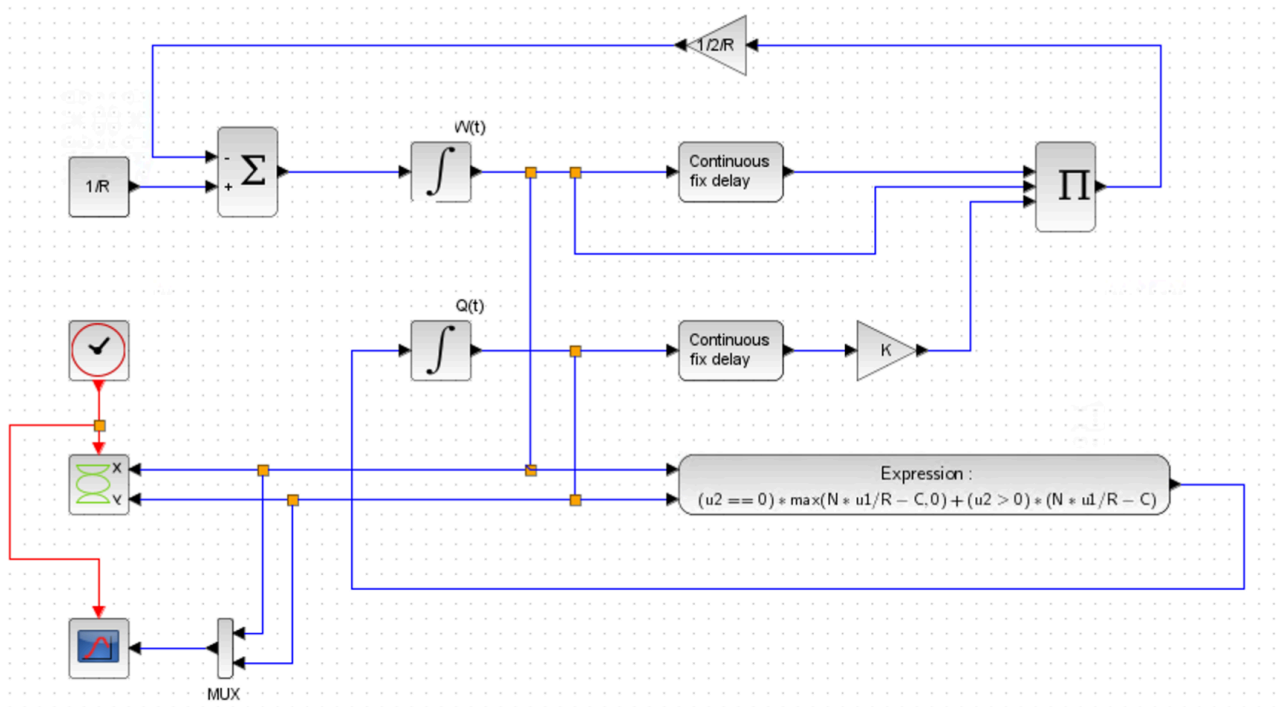 1/2/R
W(t)
1/R
-
+
Σ
∫
Continuous
fix delay
Π
Q(t)
∫
Continuous
fix delay
K
X
Y
Expression :
(u2 == 0) * max(N * u1/R − C, 0) + (u2 > 0) * (N * u1/R − C)
MUX